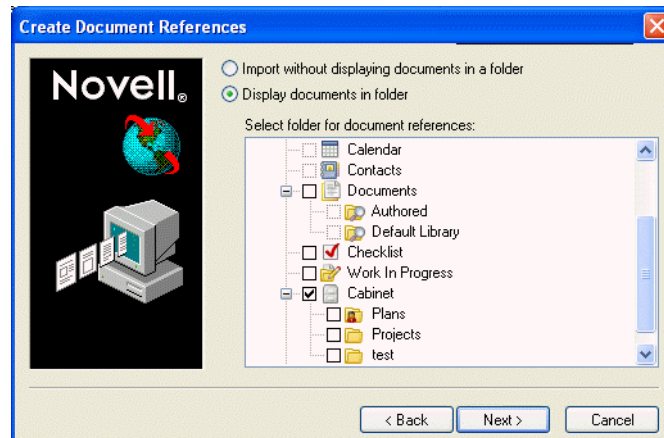 Create Document References
Novell®
Import without displaying documents in a folder
Display documents in folder
Select folder for document references:
Calendar
Contacts
Documents
Authored
Default Library
Checklist
Work In Progress
Cabinet
Plans
Projects
test
< Back
Next >
Cancel